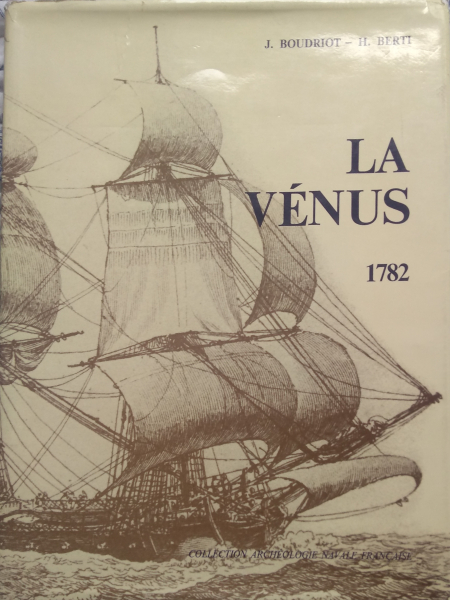 J. BOUDRIOT – H. BERTI
LA
VÉNUS
1782
COLLECTION ARCHÉOLOGIE NAVALE FRANÇAISE